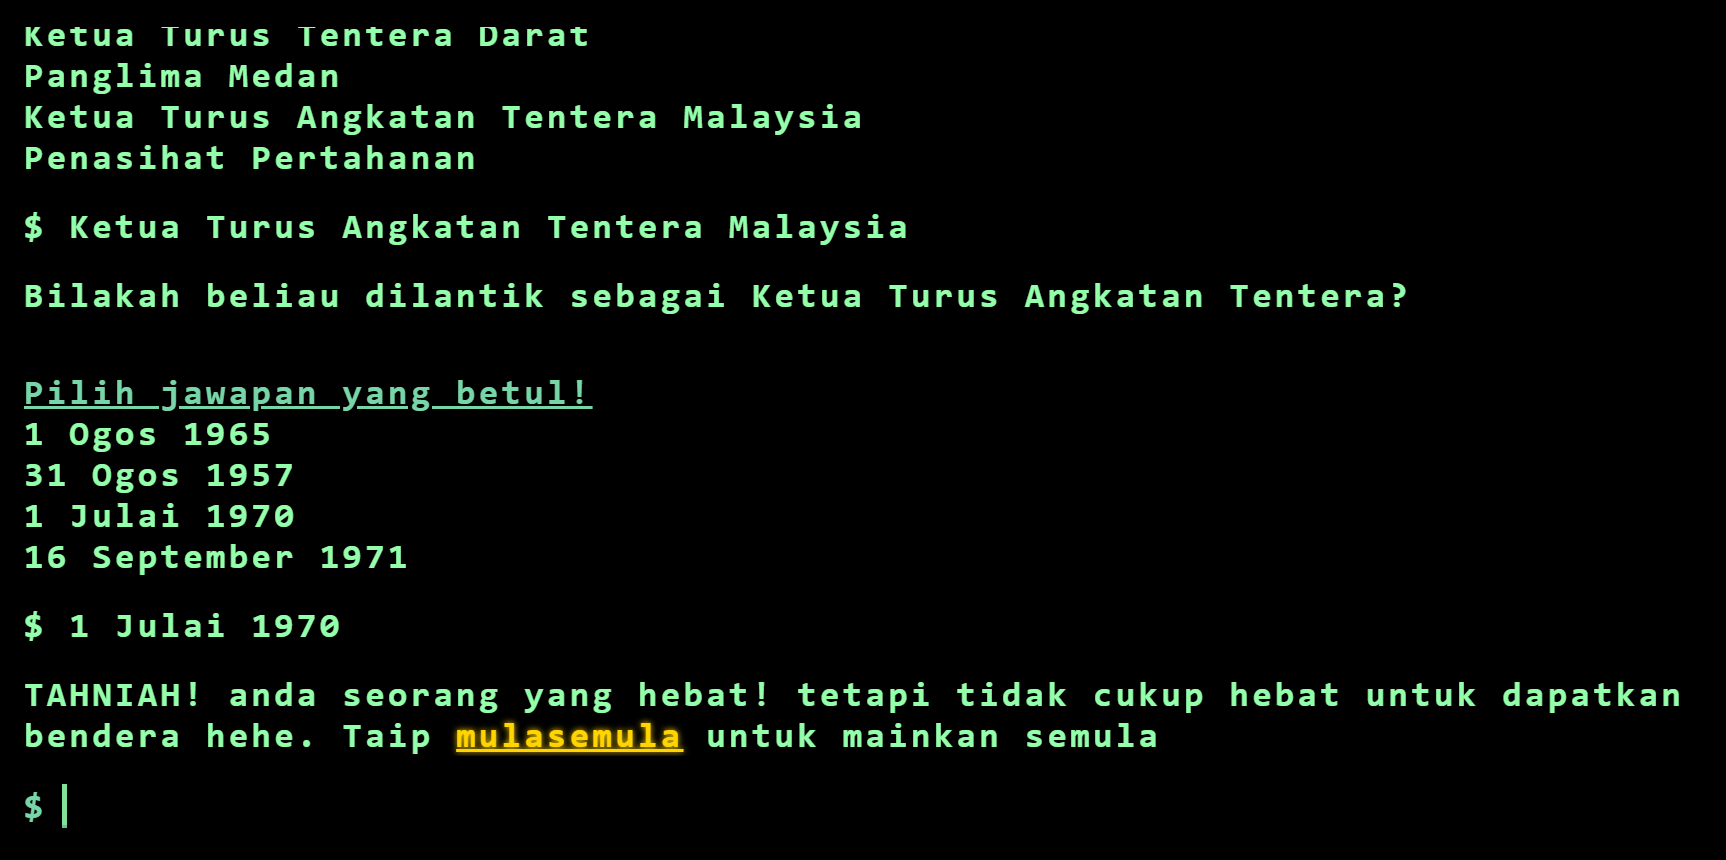 Ketua Turus Tentera Darat
Panglima Medan
Ketua Turus Angkatan Tentera Malaysia
Penasihat Pertahanan
$ Ketua Turus Angkatan Tentera Malaysia
Bilakah beliau dilantik sebagai Ketua Turus Angkatan Tentera?
Pilih jawapan yang betul!
1 Ogos 1965
31 Ogos 1957
1 Julai 1970
16 September 1971
$ 1 Julai 1970
TAHNIAH! anda seorang yang hebat! tetapi tidak cukup hebat untuk dapatkan
bendera hehe. Taip mulasemula untuk mainkan semula
$